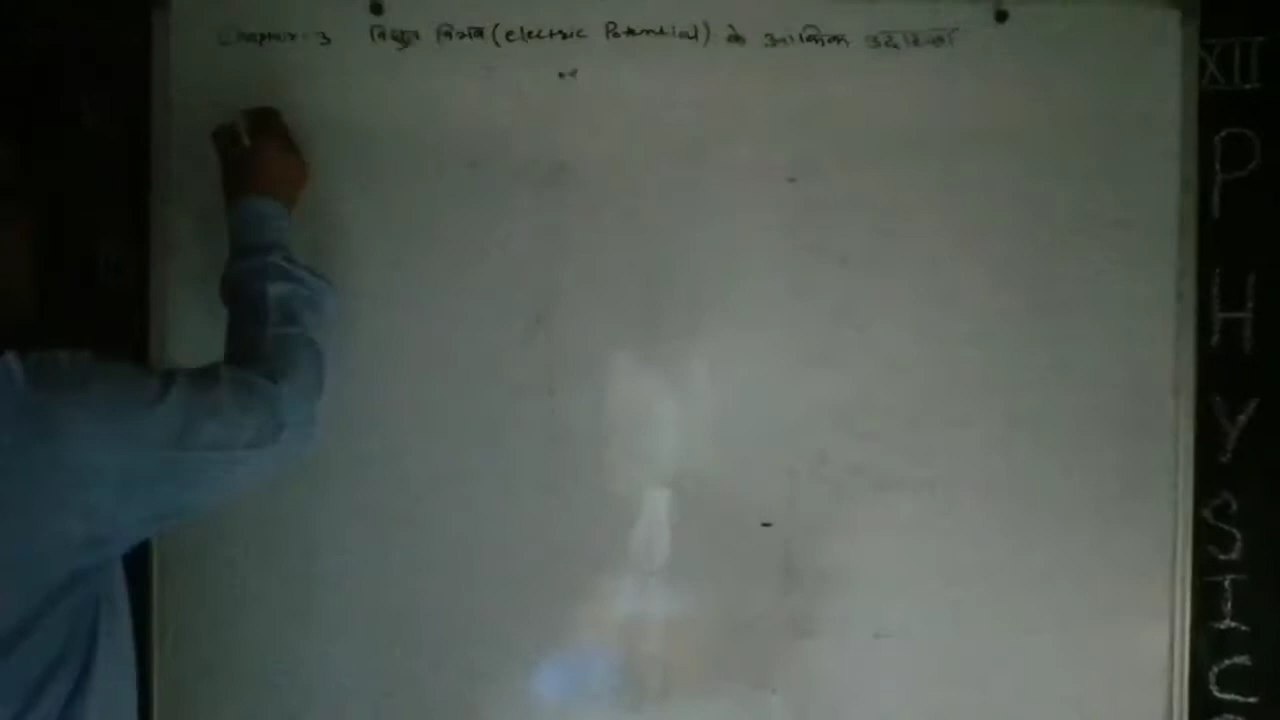 Chapter-3 विद्युत विभव (electric Potential) के आंकिक उदाहरण
XII
P
H
Y
S
I
C